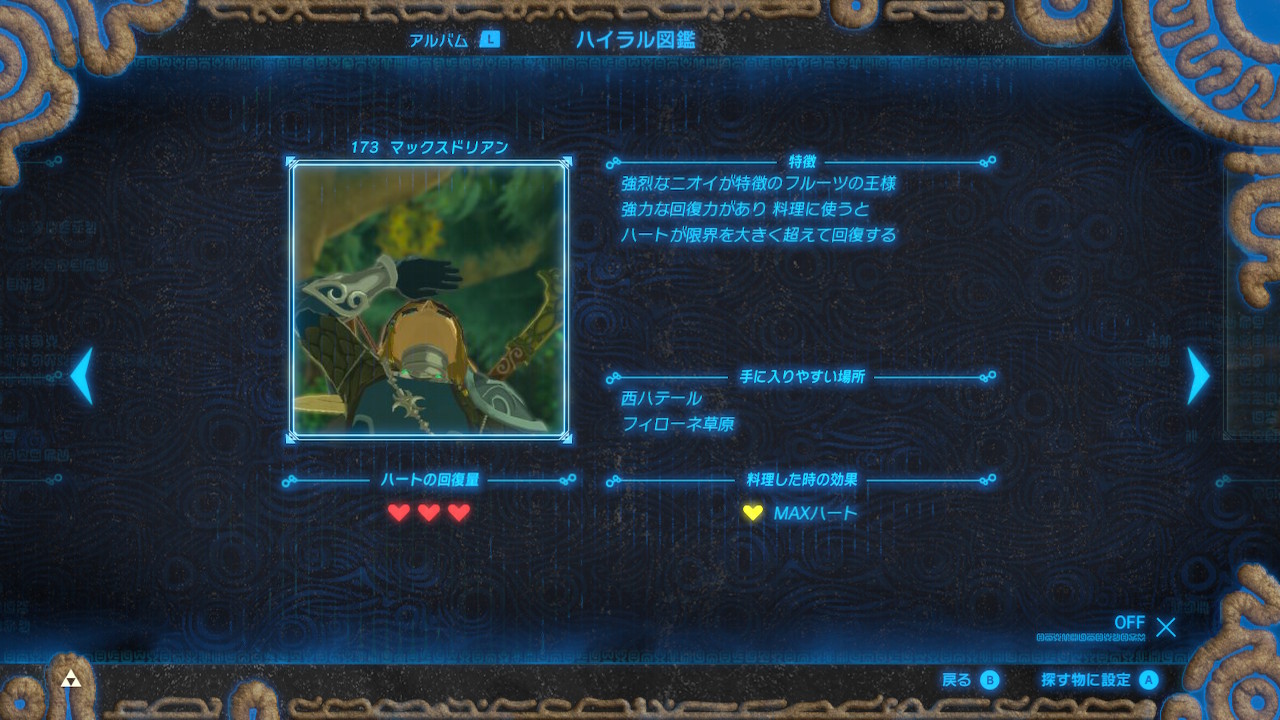 アルバム L
ハイラル図鑑
173 マックスドリアン
特徴
強烈なニオイが特徴のフルーツの王様
強力な回復力があり 料理に使うと
ハートが限界を大きく超えて回復する
手に入りやすい場所
西ハテール
フィローネ草原
ハートの回復量
料理した時の効果
MAXハート
OFF
戻る B
探す物に設定 A